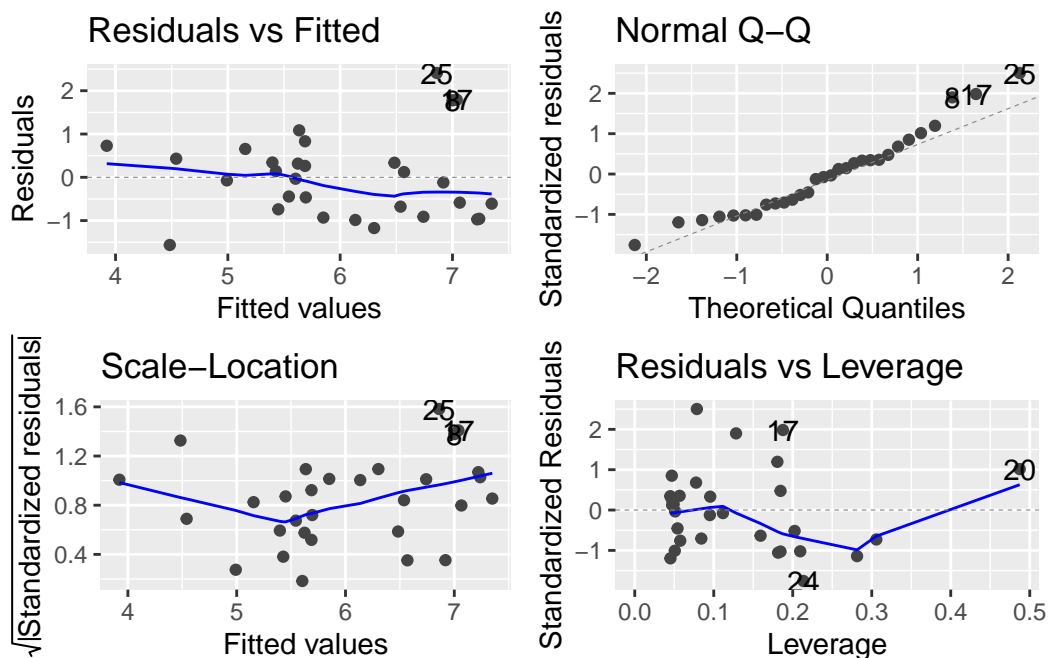 Residuals vs Fitted
25
8 17
2
1
0
−1
Residuals
4 5 6 7
Fitted values
Normal Q−Q
25
8 17
2
1
0
−1
Standardized residuals
−2 −1 0 1 2
Theoretical Quantiles
Scale−Location
25
8 17
1.6
1.2
0.8
0.4
√|Standardized residuals|
4 5 6 7
Fitted values
Residuals vs Leverage
17
20
24
2
1
0
−1
Standardized Residuals
0.0 0.1 0.2 0.3 0.4 0.5
Leverage